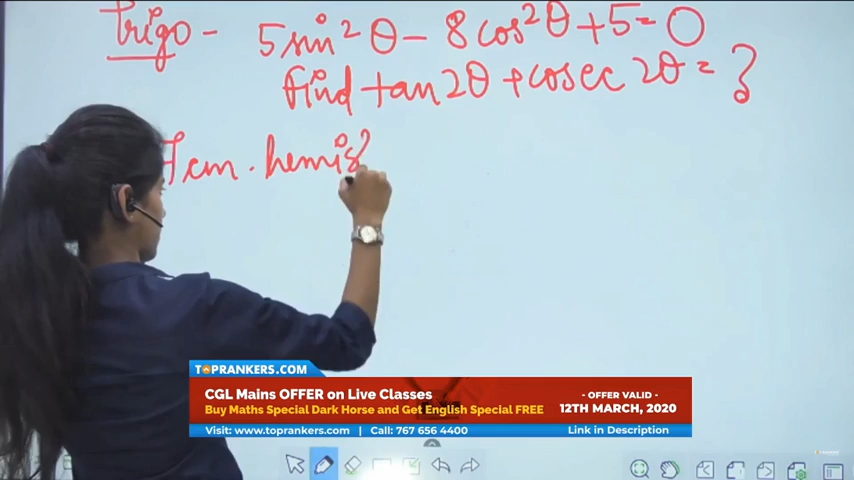 Trigo - 5 sin² θ - 8 cos² θ + 5 = 0
Find tan 2θ + cosec 2θ = ?
7 cm. hemis
TOPRANKERS.COM
CGL Mains OFFER on Live Classes
Buy Maths Special Dark Horse and Get English Special FREE
- OFFER VALID -
12TH MARCH, 2020
Visit: www.toprankers.com | Call: 767 656 4400
Link in Description